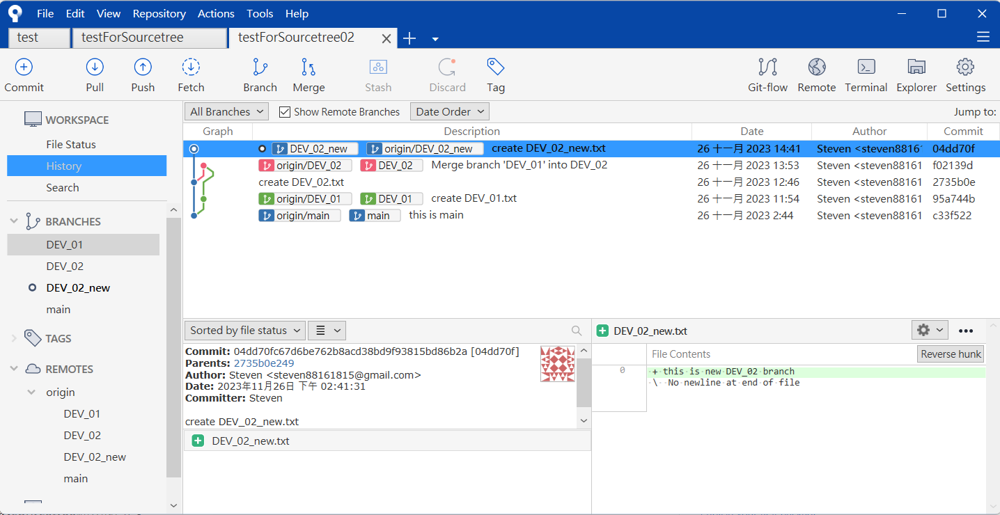 File Edit View Repository Actions Tools Help
test testForSourcetree testForSourcetree02
Commit Pull Push Fetch Branch Merge Stash Discard Tag Git-flow Remote Terminal Explorer Settings
WORKSPACE
File Status
History
Search
BRANCHES
DEV_01
DEV_02
DEV_02_new
main
TAGS
REMOTES
origin
DEV_01
DEV_02
DEV_02_new
main
All Branches Show Remote Branches Date Order Jump to:
Graph Description Date Author Commit
DEV_02_new origin/DEV_02_new create DEV_02_new.txt 26 十一月 2023 14:41 Steven <steven8816 04dd70f
origin/DEV_02 DEV_02 Merge branch 'DEV_01' into DEV_02 26 十一月 2023 13:53 Steven <steven88161 f02139d
create DEV_02.txt 26 十一月 2023 12:46 Steven <steven88161 2735b0e
origin/DEV_01 DEV_01 create DEV_01.txt 26 十一月 2023 11:54 Steven <steven88161 95a744b
origin/main main this is main 26 十一月 2023 2:44 Steven <steven88161 c33f522
Sorted by file status
Commit: 04dd70fc67d6be762b8acd38bd9f93815bd86b2a [04dd70f]
Parents: 2735b0e249
Author: Steven <steven88161815@gmail.com>
Date: 2023年11月26日 下午 02:41:31
Committer: Steven
create DEV_02_new.txt
DEV_02_new.txt
DEV_02_new.txt
File Contents Reverse hunk
0 + this is new DEV_02 branch
\ No newline at end of file